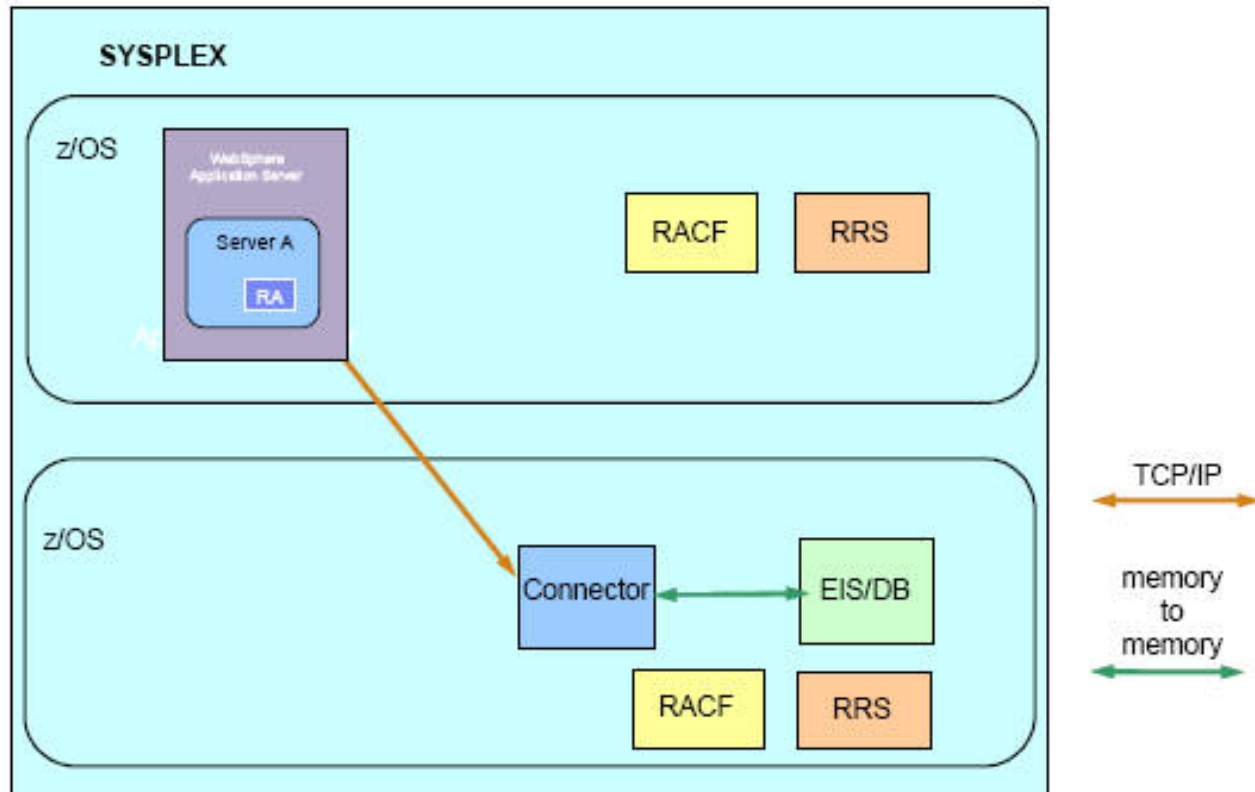 SYSPLEX
z/OS
WebSphere
Application Server
Server A
RA
RACF
RRS
z/OS
Connector
EIS/DB
RACF
RRS
TCP/IP
memory
to
memory